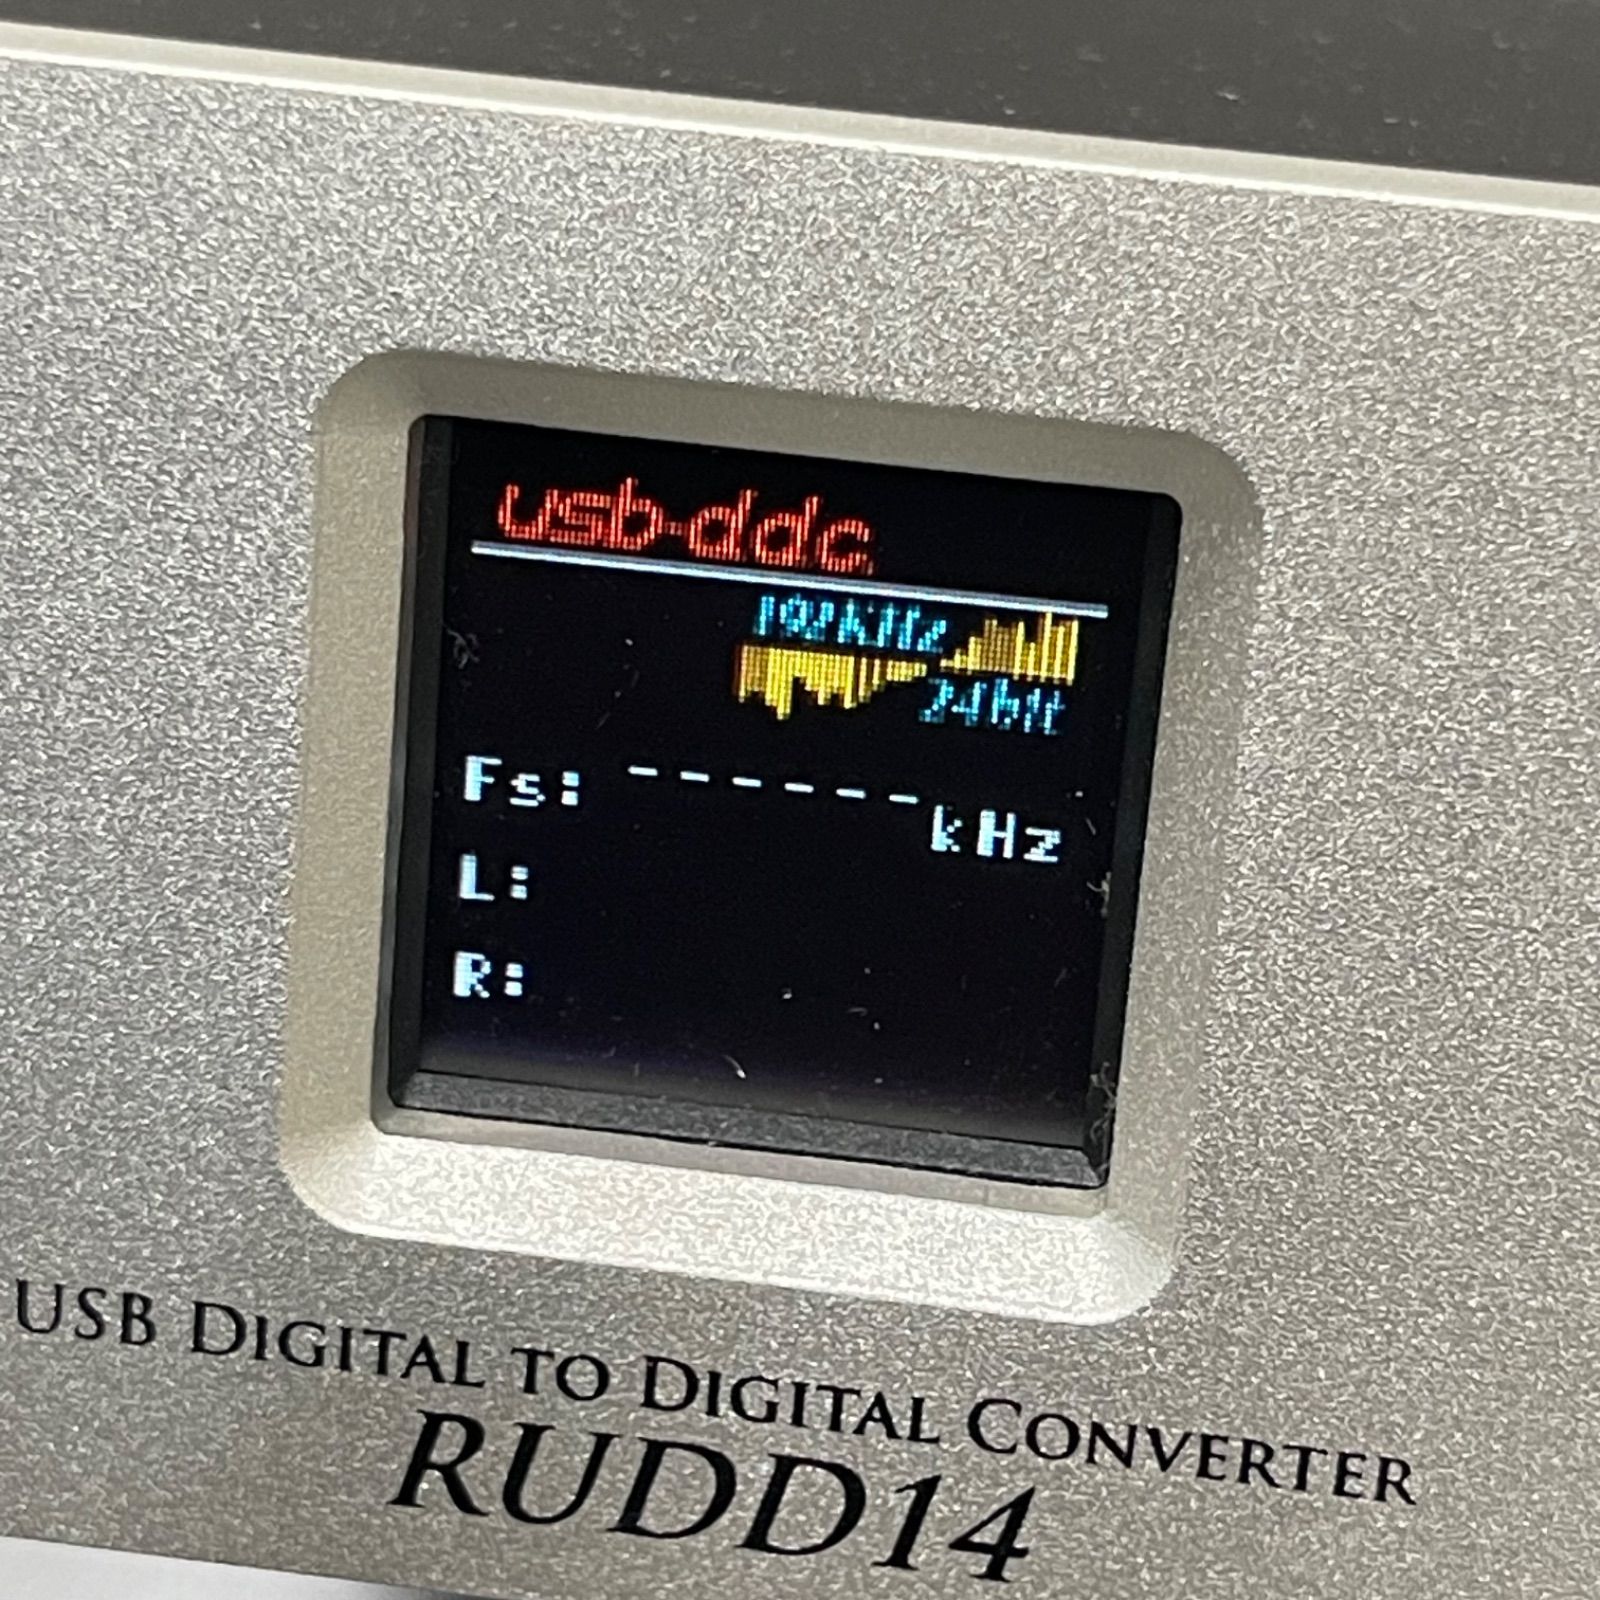 usb-ddc
192kHz
24bit
Fs: ------kHz
L:
R:
USB DIGITAL TO DIGITAL CONVERTER
RUDD14